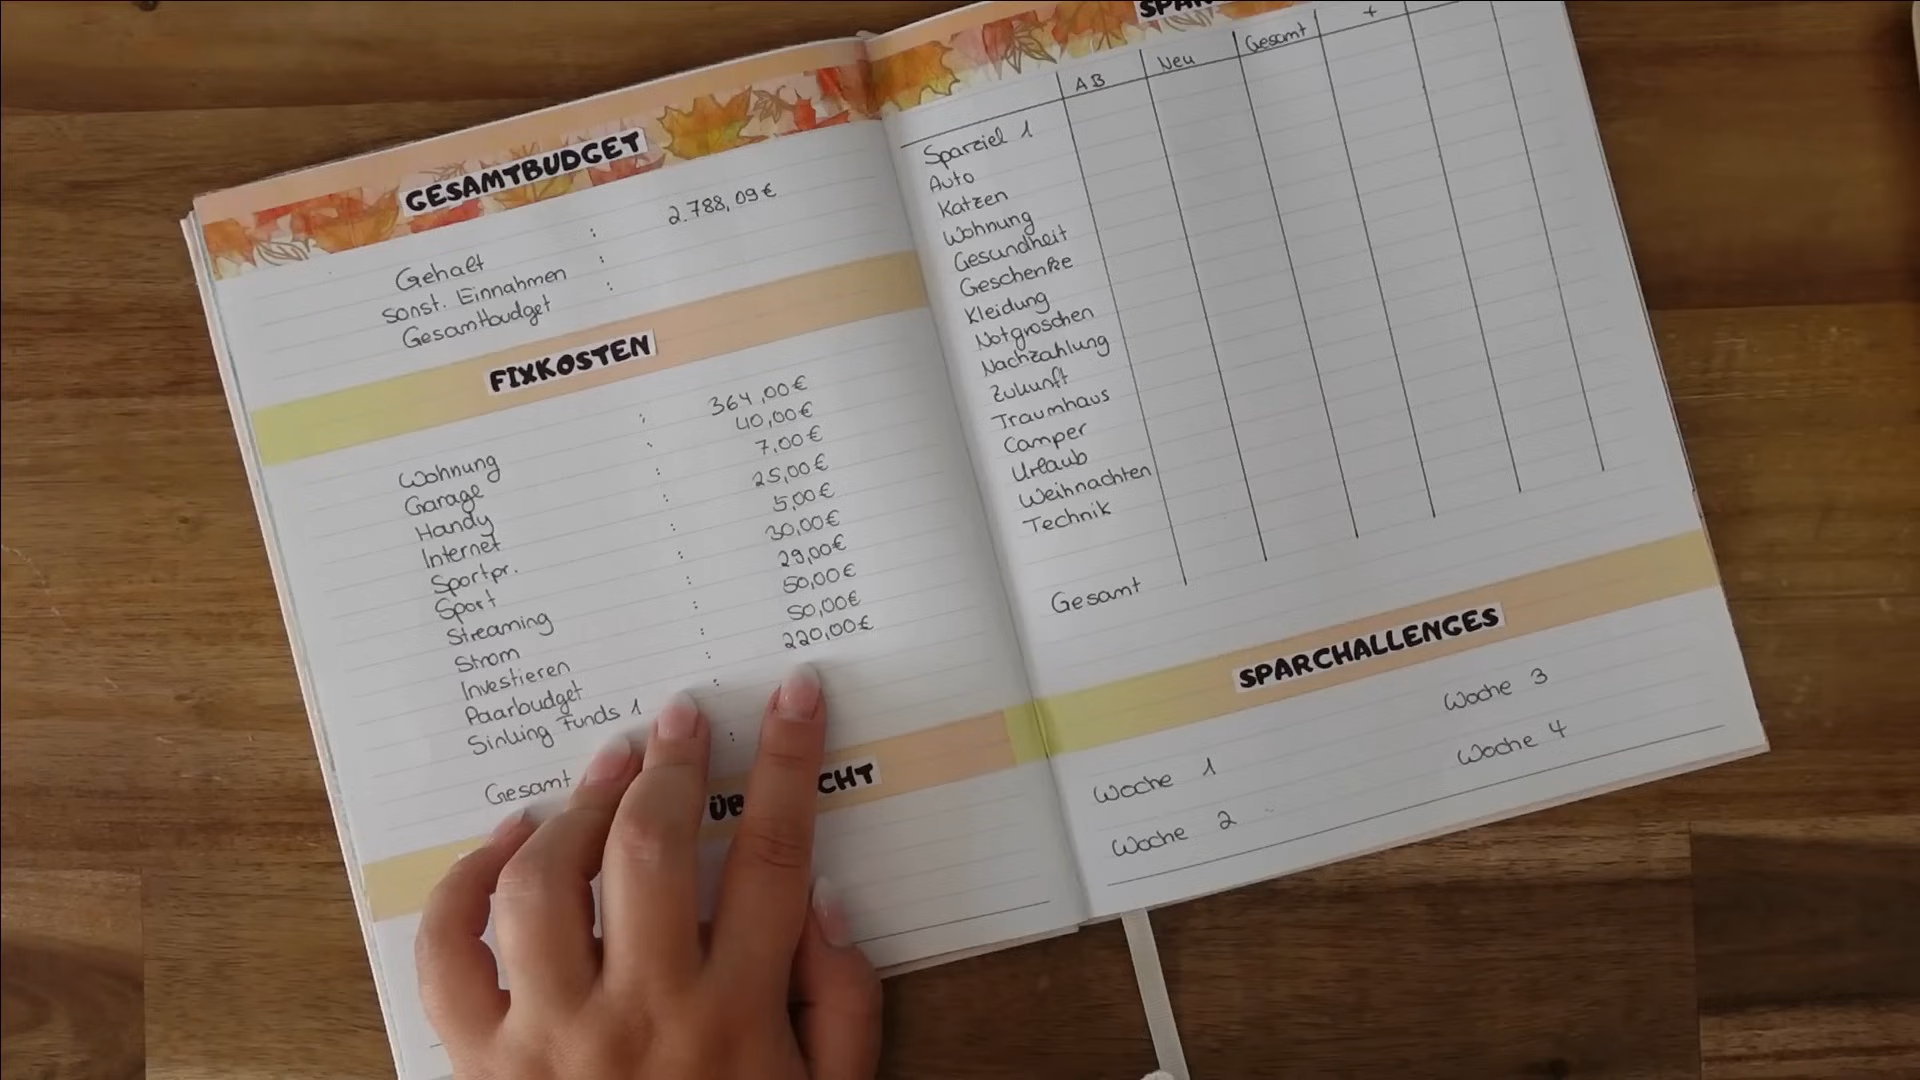 GESAMTBUDGET
Gehalt : 2.788,09€
sonst. Einnahmen :
Gesamtbudget :
FIXKOSTEN
Wohnung : 364,00€
Garage : 40,00€
Handy : 7,00€
Internet : 25,00€
Sportpr. : 5,00€
Sport : 30,00€
Streaming : 29,00€
Strom : 50,00€
Investieren : 50,00€
Paarbudget : 220,00€
Sinking Funds 1 :
Gesamt :
AB Neu Gesamt +
Sparziel 1
Auto
Katzen
Wohnung
Gesundheit
Geschenke
Kleidung
Notgroschen
Nachzahlung
Zukunft
Traumhaus
Camper
Urlaub
Weihnachten
Technik
Gesamt
SPARCHALLENGES
Woche 1 Woche 3
Woche 2 Woche 4